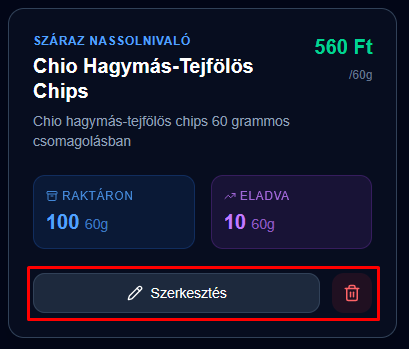 SZÁRAZ NASSOLNIVALÓ
Chio Hagymás-Tejfölös
Chips
560 Ft
/60g
Chio hagymás-tejfölös chips 60 grammos
csomagolásban
RAKTÁRON
100 60g
ELADVA
10 60g
Szerkesztés